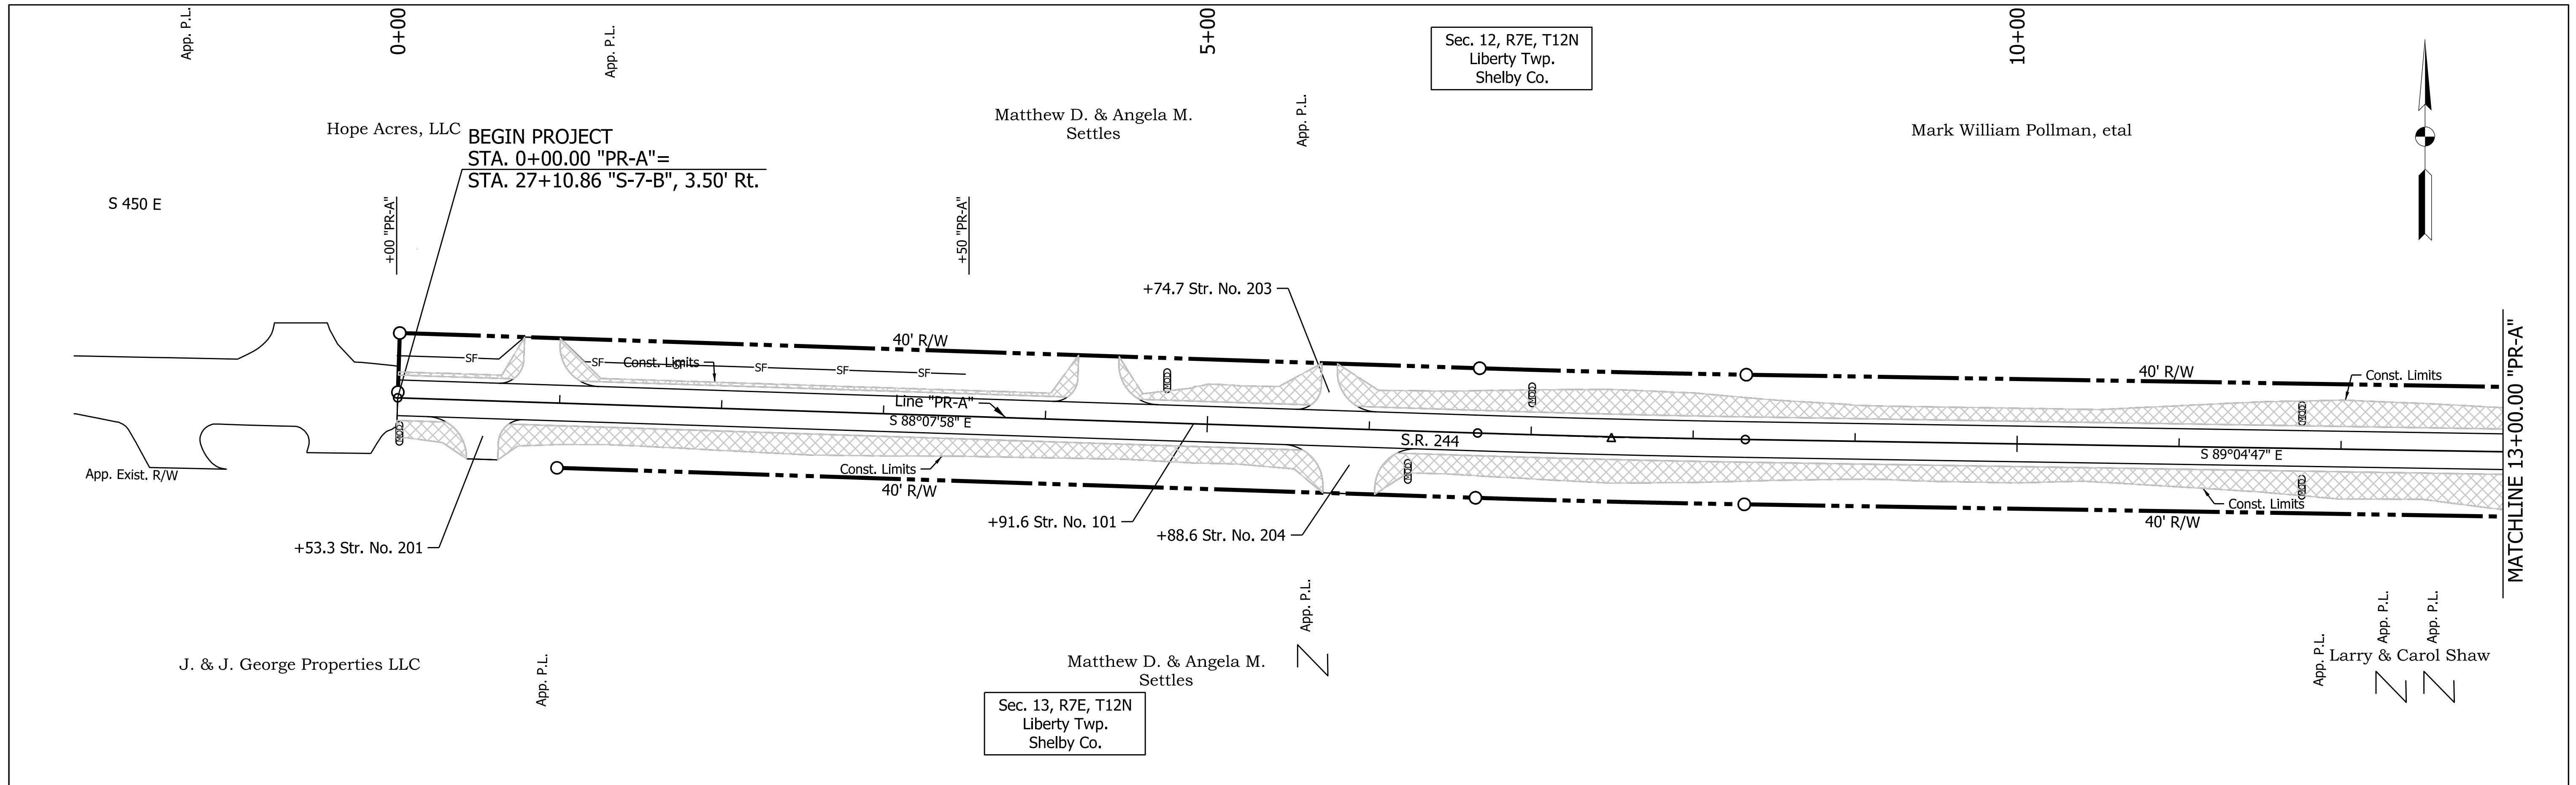 App. P.L.
0+00
App. P.L.
5+00
Sec. 12, R7E, T12N
Liberty Twp.
Shelby Co.
10+00
Hope Acres, LLC
BEGIN PROJECT
STA. 0+00.00 "PR-A"=
STA. 27+10.86 "S-7-B", 3.50' Rt.
Matthew D. & Angela M.
Settles
App. P.L.
Mark William Pollman, etal
S 450 E
+00 "PR-A"
+50 "PR-A"
+74.7 Str. No. 203
40' R/W
SF
SF
Const. Limits
SF
SF
SF
SF
40' R/W
Const. Limits
Line "PR-A"
S 88°07'58" E
S.R. 244
S 89°04'47" E
MATCHLINE 13+00.00 "PR-A"
App. Exist. R/W
Const. Limits
40' R/W
Const. Limits
40' R/W
+91.6 Str. No. 101
+88.6 Str. No. 204
+53.3 Str. No. 201
App. P.L.
App. P.L.
App. P.L.
J. & J. George Properties LLC
App. P.L.
Matthew D. & Angela M.
Settles
App. P.L.
Larry & Carol Shaw
Sec. 13, R7E, T12N
Liberty Twp.
Shelby Co.